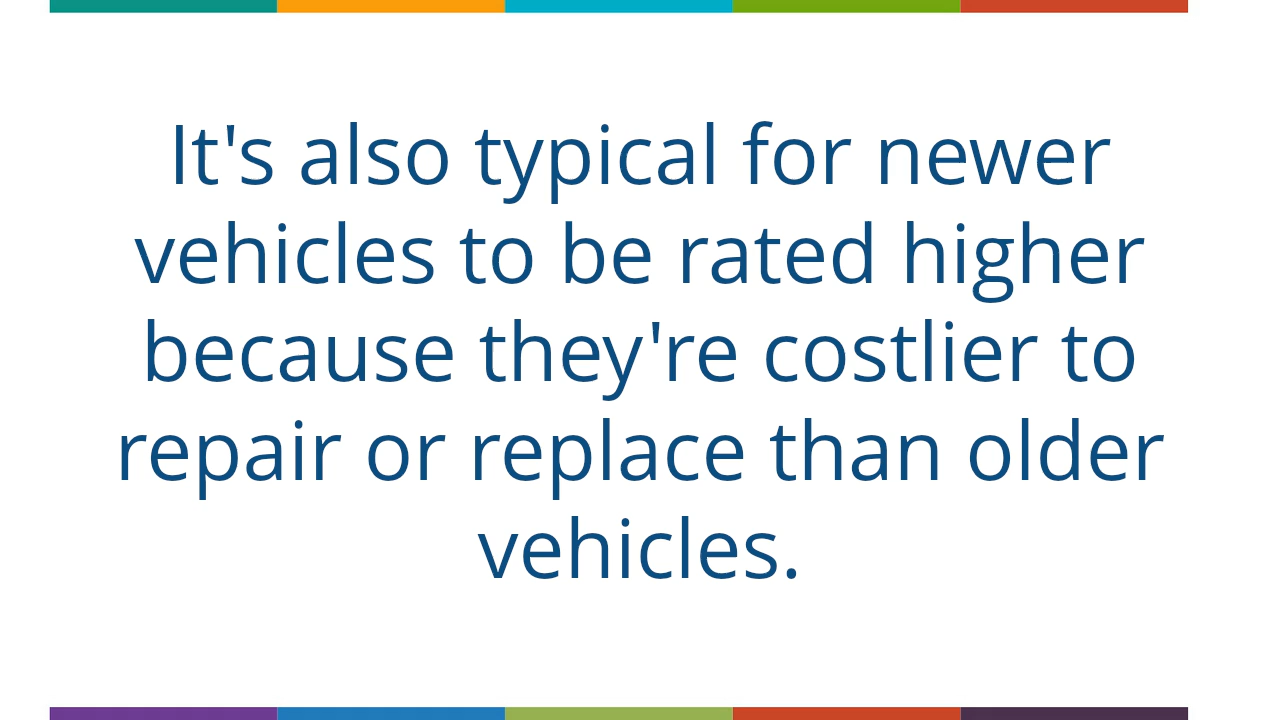 It's also typical for newer
vehicles to be rated higher
because they're costlier to
repair or replace than older
vehicles.